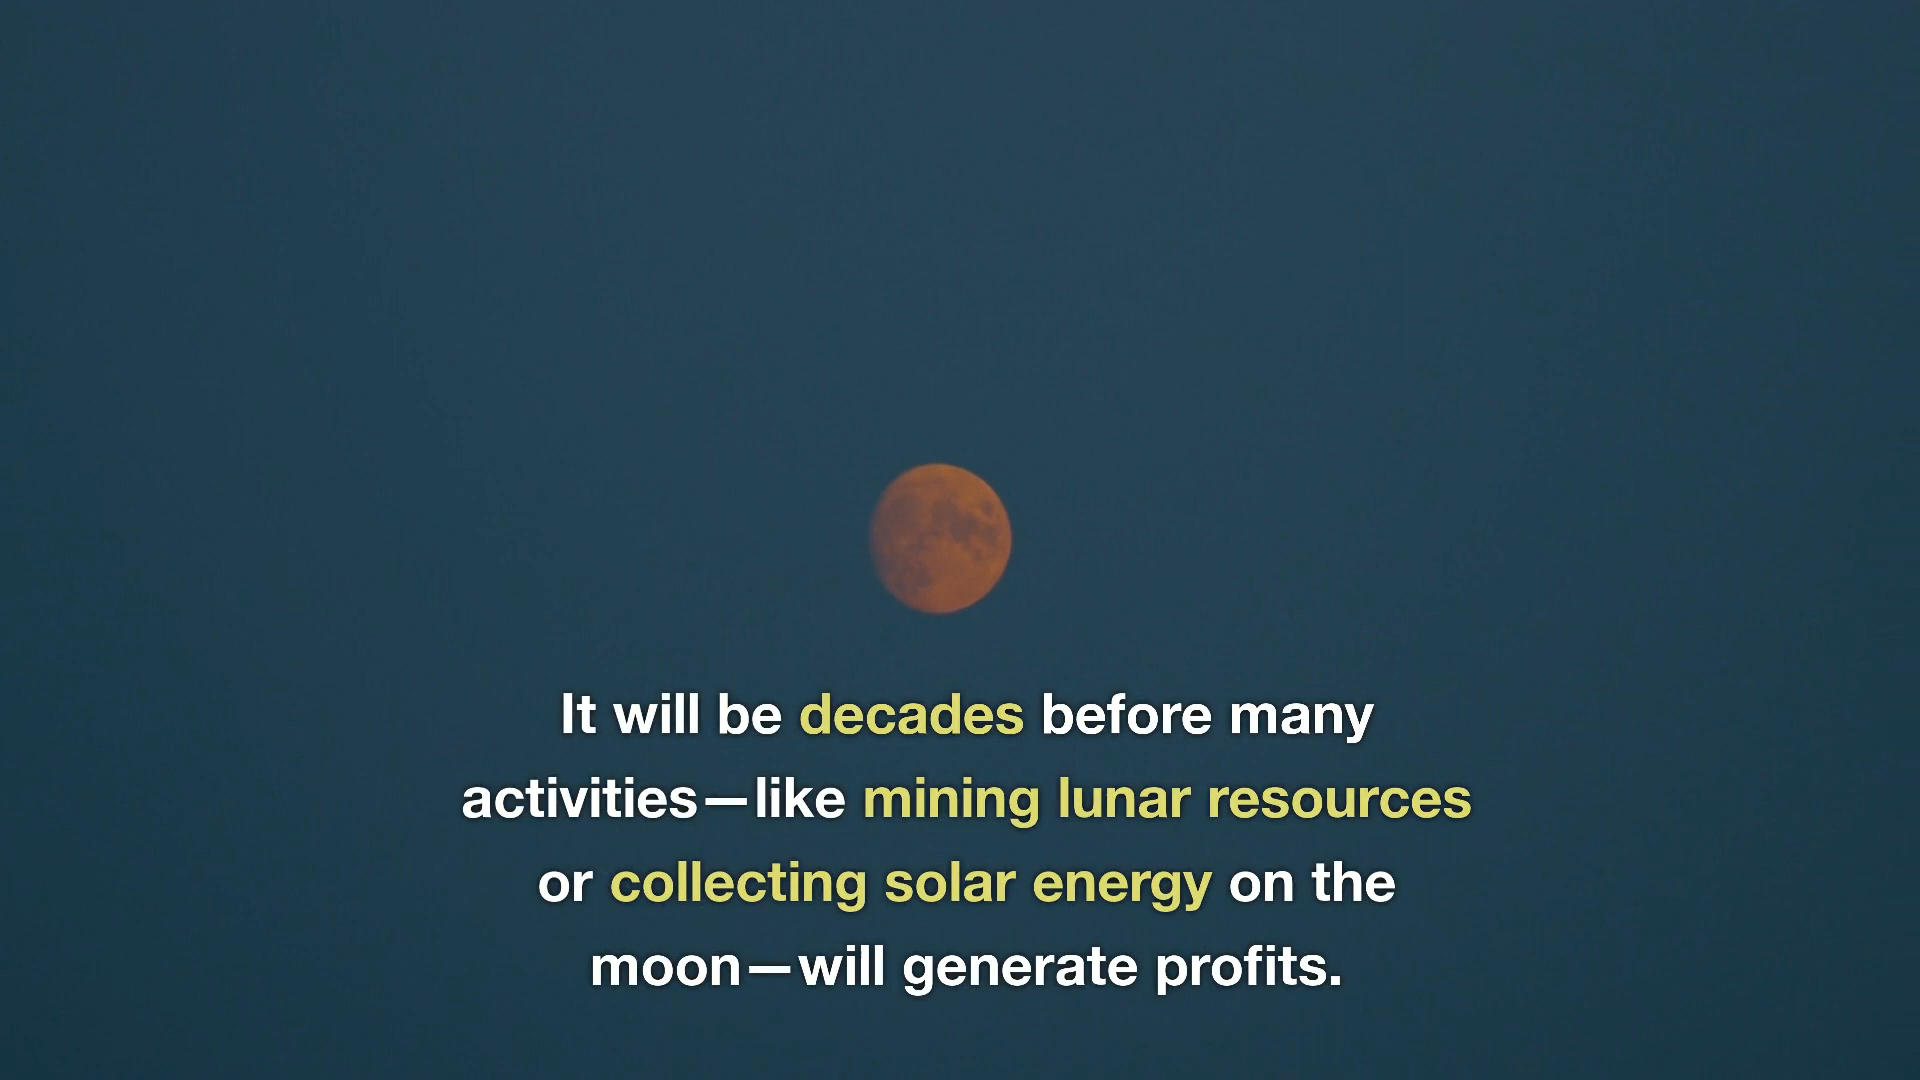 It will be decades before many
activities—like mining lunar resources
or collecting solar energy on the
moon—will generate profits.